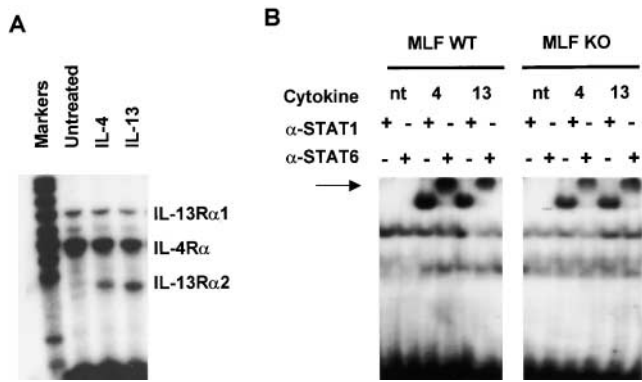 A
Markers
Untreated
IL-4
IL-13
IL-13Rα1
IL-4Rα
IL-13Rα2
B
MLF WT MLF KO
Cytokine nt 4 13 nt 4 13
α-STAT1 + - + - + - + - + - + -
α-STAT6 - + - + - + - + - + - +